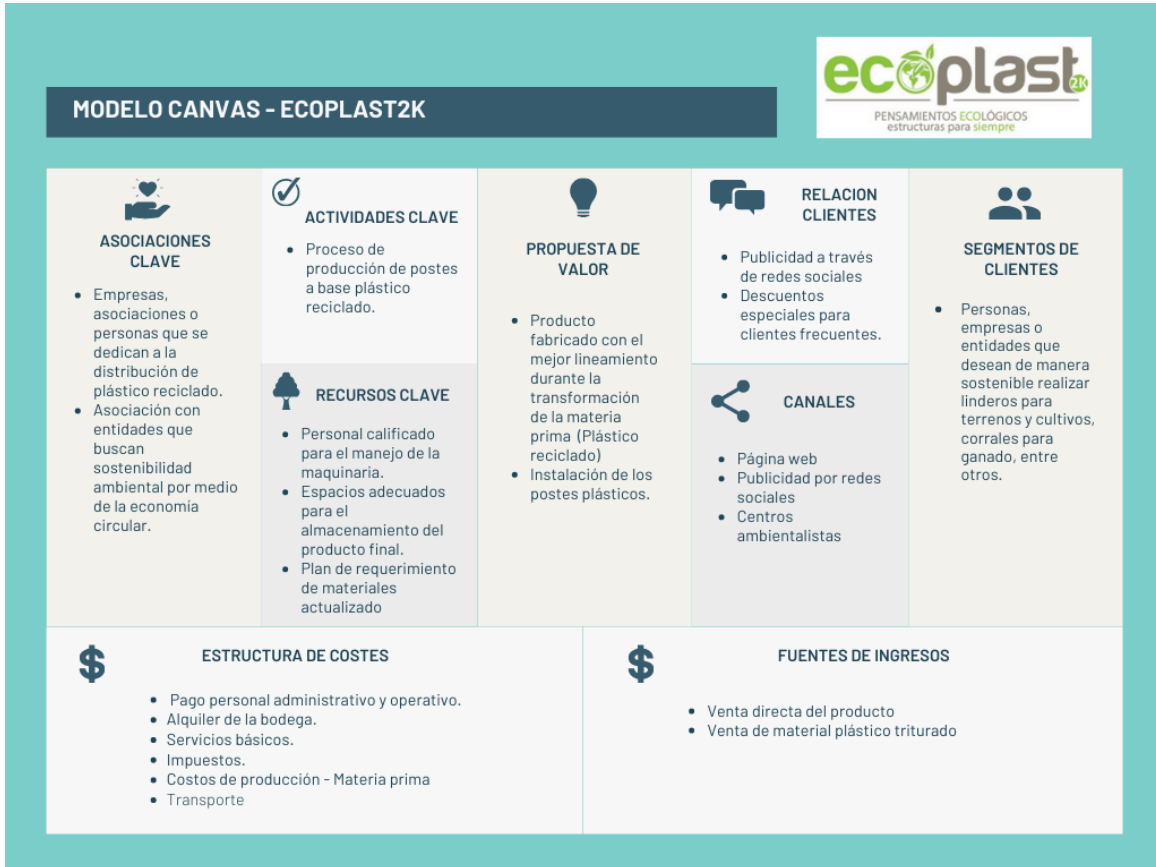 ecoplast 2K
PENSAMIENTOS ECOLÓGICOS
estructuras para siempre
MODELO CANVAS - ECOPLAST2K
ASOCIACIONES
CLAVE
• Empresas,
asociaciones o
personas que se
dedican a la
distribución de
plástico reciclado.
• Asociación con
entidades que
buscan
sostenibilidad
ambiental por medio
de la economía
circular.
ACTIVIDADES CLAVE
• Proceso de
producción de postes
a base plástico
reciclado.
RECURSOS CLAVE
• Personal calificado
para el manejo de la
maquinaria.
• Espacios adecuados
para el
almacenamiento del
producto final.
• Plan de requerimiento
de materiales
actualizado
PROPUESTA DE
VALOR
• Producto
fabricado con el
mejor lineamiento
durante la
transformación
de la materia
prima (Plástico
reciclado)
• Instalación de los
postes plásticos.
RELACION
CLIENTES
• Publicidad a través
de redes sociales
• Descuentos
especiales para
clientes frecuentes.
CANALES
• Página web
• Publicidad por redes
sociales
• Centros
ambientalistas
SEGMENTOS DE
CLIENTES
• Personas,
empresas o
entidades que
desean de manera
sostenible realizar
linderos para
terrenos y cultivos,
corrales para
ganado, entre
otros.
$
ESTRUCTURA DE COSTES
• Pago personal administrativo y operativo.
• Alquiler de la bodega.
• Servicios básicos.
• Impuestos.
• Costos de producción - Materia prima
• Transporte
$
FUENTES DE INGRESOS
• Venta directa del producto
• Venta de material plástico triturado